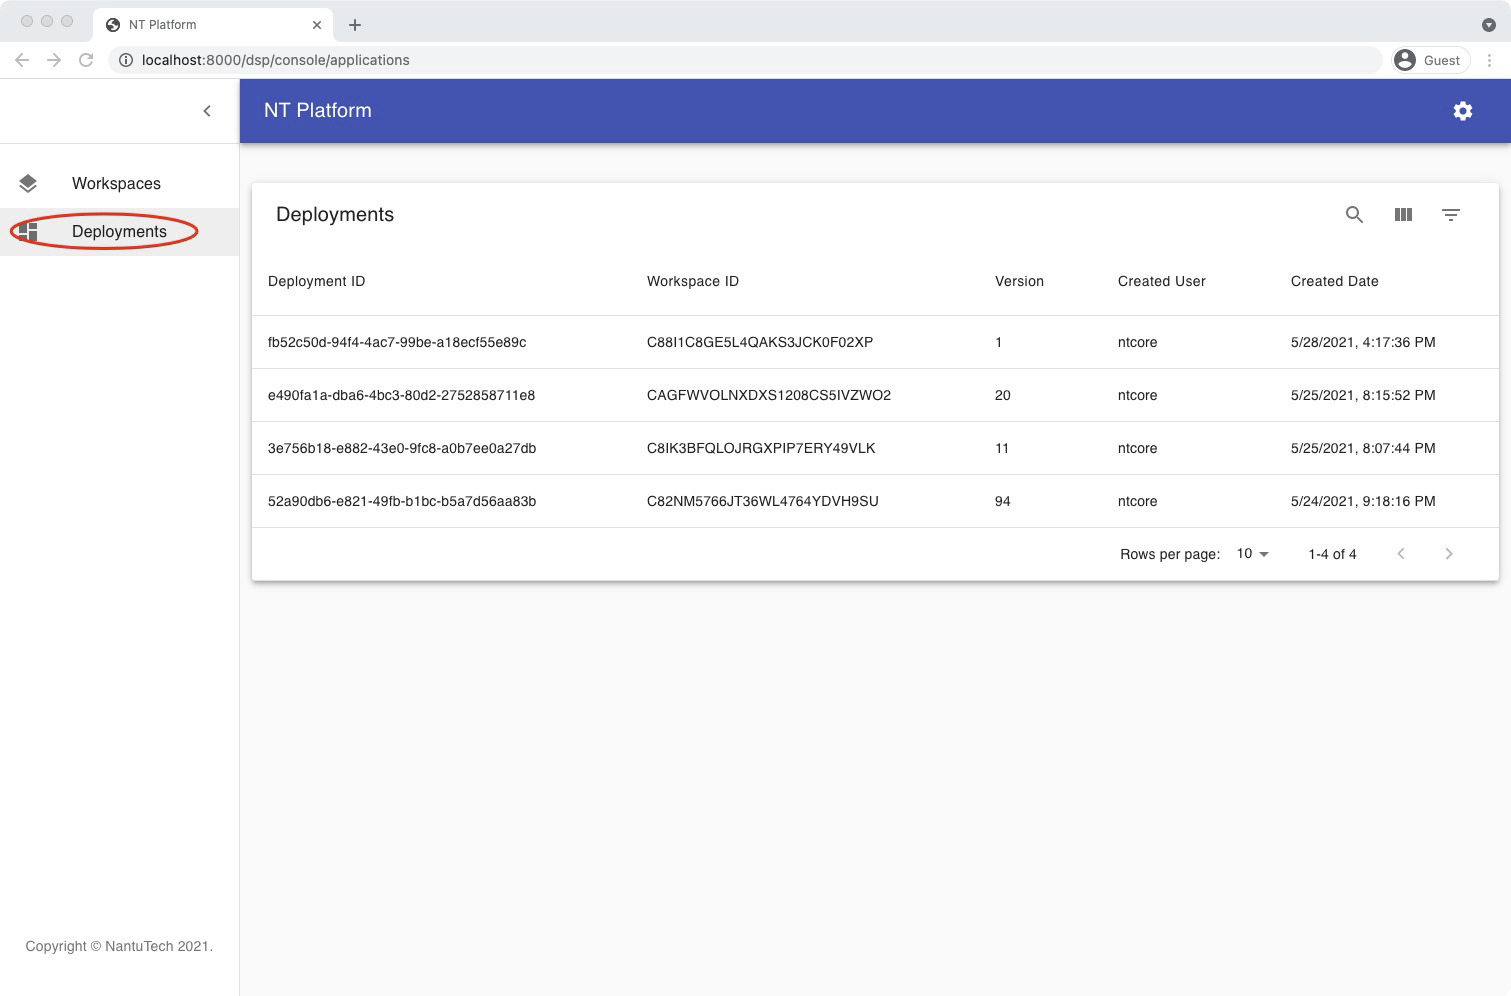 NT Platform
localhost:8000/dsp/console/applications
Guest
NT Platform
Workspaces
Deployments
Deployments
Deployment ID Workspace ID Version Created User Created Date
fb52c50d-94f4-4ac7-99be-a18ecf55e89c C88I1C8GE5L4QAKS3JCK0F02XP 1 ntcore 5/28/2021, 4:17:36 PM
e490fa1a-dba6-4bc3-80d2-2752858711e8 CAGFWVOLNXDXS1208CS5IVZWO2 20 ntcore 5/25/2021, 8:15:52 PM
3e756b18-e882-43e0-9fc8-a0b7ee0a27db C8IK3BFQLOJRGXPIP7ERY49VLK 11 ntcore 5/25/2021, 8:07:44 PM
52a90db6-e821-49fb-b1bc-b5a7d56aa83b C82NM5766JT36WL4764YDVH9SU 94 ntcore 5/24/2021, 9:18:16 PM
Rows per page: 10 1-4 of 4
Copyright © NantuTech 2021.